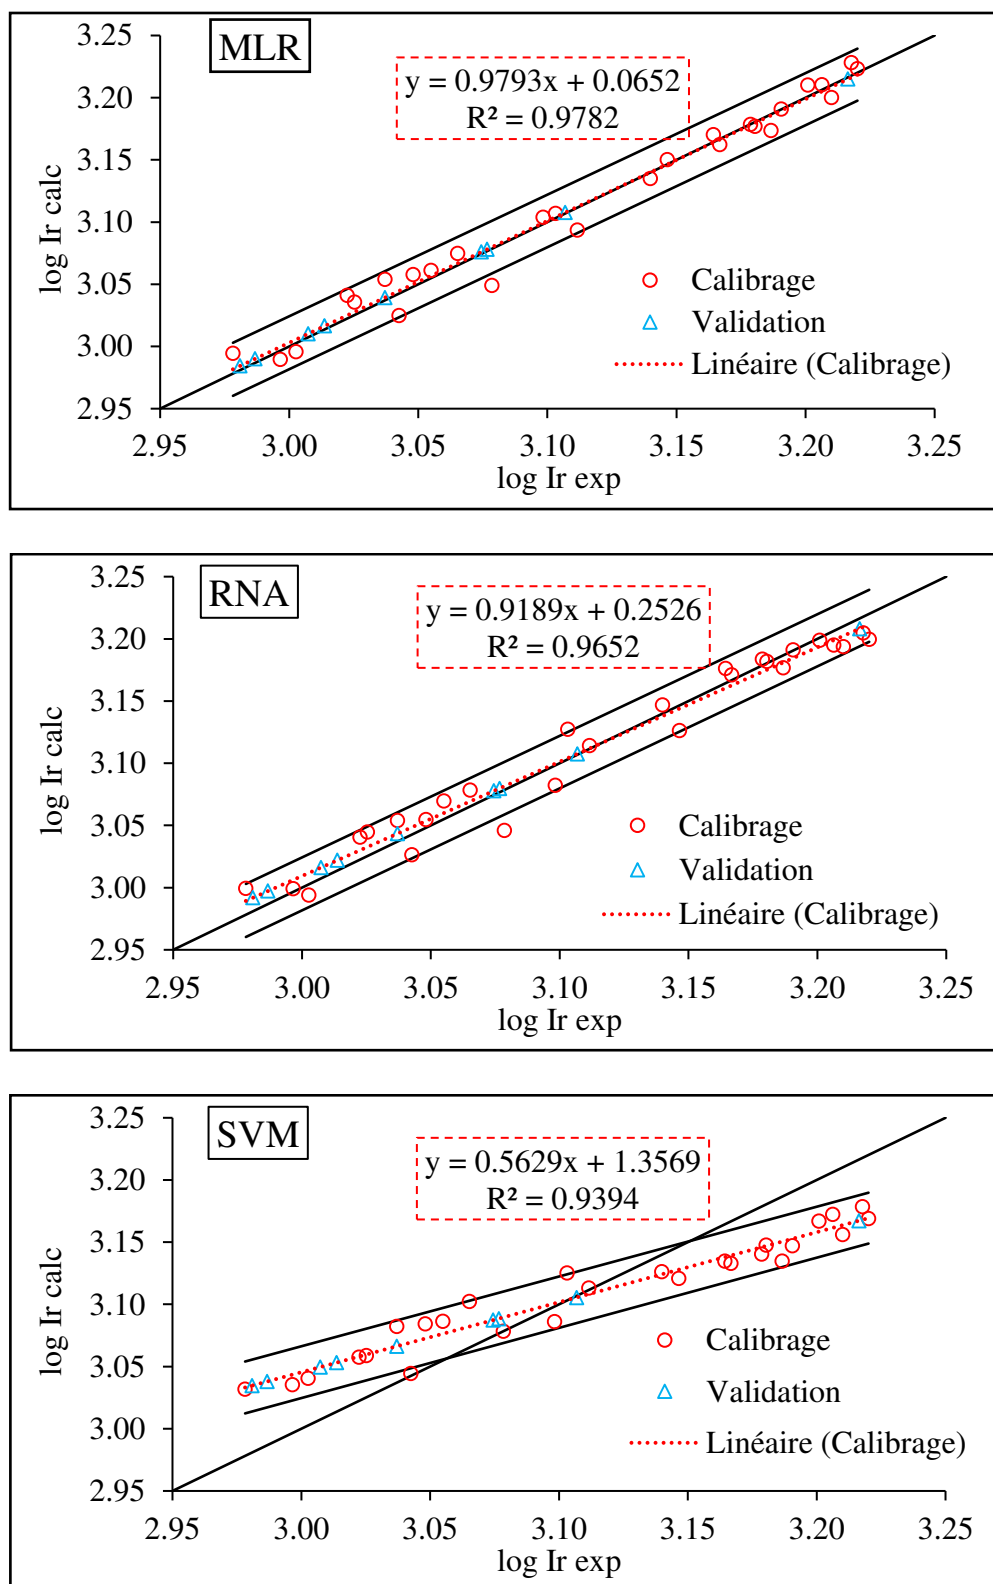 MLR
y = 0.9793x + 0.0652
R² = 0.9782
3.25
3.20
3.15
3.10
3.05
3.00
2.95
log Ir calc
Calibrage
Validation
Linéaire (Calibrage)
2.95 3.00 3.05 3.10 3.15 3.20 3.25
log Ir exp
RNA
y = 0.9189x + 0.2526
R² = 0.9652
3.25
3.20
3.15
3.10
3.05
3.00
2.95
log Ir calc
Calibrage
Validation
Linéaire (Calibrage)
2.95 3.00 3.05 3.10 3.15 3.20 3.25
log Ir exp
SVM
y = 0.5629x + 1.3569
R² = 0.9394
3.25
3.20
3.15
3.10
3.05
3.00
2.95
log Ir calc
Calibrage
Validation
Linéaire (Calibrage)
2.95 3.00 3.05 3.10 3.15 3.20 3.25
log Ir exp